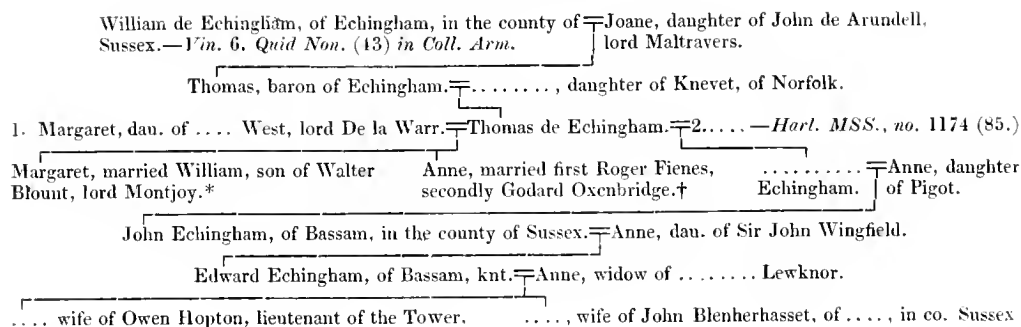 William de Echingham, of Echingham, in the county of Joane, daughter of John de Arundell,
Sussex.—Vin. 6. Quid Non. (43) in Coll. Arm. lord Maltravers.
Thomas, baron of Echingham. . . . . . . . . , daughter of Knevet, of Norfolk.
1. Margaret, dau. of .... West, lord De la Warr. Thomas de Echingham. 2..... —Harl. MSS., no. 1174 (85.)
Margaret, married William, son of Walter Anne, married first Roger Fienes, .......... Anne, daughter
Blount, lord Montjoy.* secondly Godard Oxenbridge.† Echingham. of Pigot.
John Echingham, of Bassam, in the county of Sussex. Anne, dau. of Sir John Wingfield.
Edward Echingham, of Bassam, knt. Anne, widow of ........ Lewknor.
.... wife of Owen Hopton, lieutenant of the Tower. ...., wife of John Blenherhasset, of ...., in co. Sussex